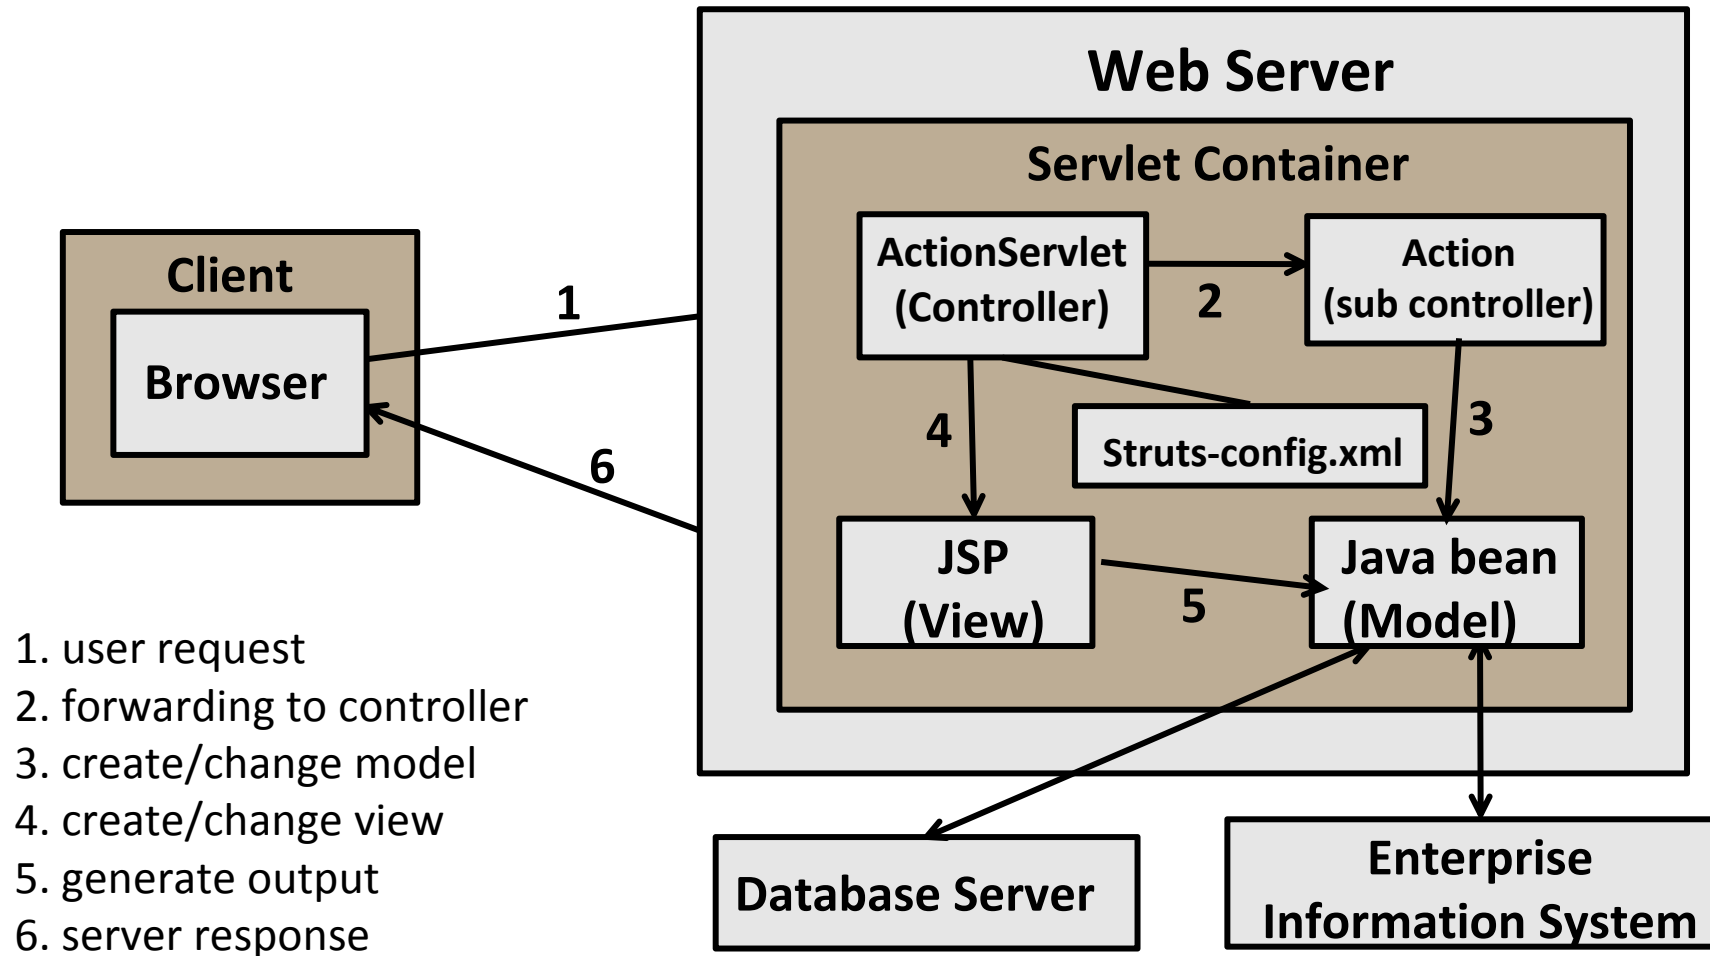 Web Server
Servlet Container
ActionServlet
(Controller)
2
Action
(sub controller)
Client
Browser
1
6
4
Struts-config.xml
3
JSP
(View)
5
Java bean
(Model)
1. user request
2. forwarding to controller
3. create/change model
4. create/change view
5. generate output
6. server response
Database Server
Enterprise
Information System